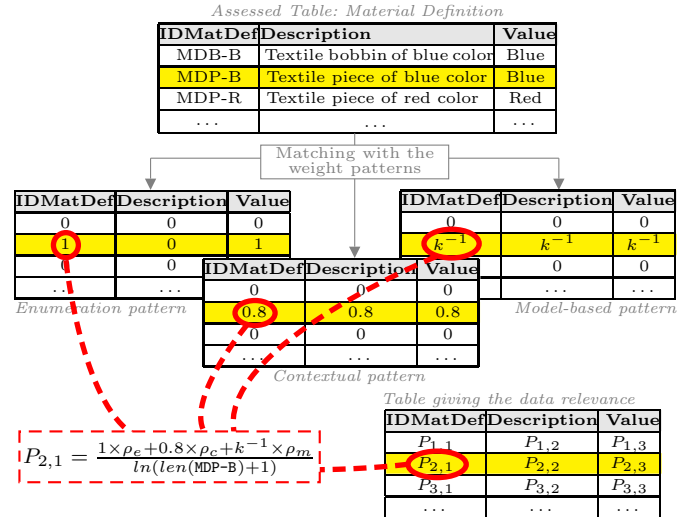 Assessed Table: Material Definition
IDMatDef Description Value
MDB-B Textile bobbin of blue color Blue
MDP-B Textile piece of blue color Blue
MDP-R Textile piece of red color Red
... ... ...
Matching with the
weight patterns
IDMatDef Description Value
0 0 0
1 0 1
0 0
... ...
Enumeration pattern
IDMatDef Description Value
0 0 0
k⁻¹ k⁻¹ k⁻¹
0 0
... ...
Model-based pattern
IDMatDef Description Value
0 0 0
0.8 0.8 0.8
0 0 0
... ... ...
Contextual pattern
Table giving the data relevance
IDMatDef Description Value
P₁,₁ P₁,₂ P₁,₃
P₂,₁ P₂,₂ P₂,₃
P₃,₁ P₃,₂ P₃,₃
... ... ...
P₂,₁ = (1×ρₑ+0.8×ρ_c+k⁻¹×ρₘ)/(ln(len(MDP-B)+1))